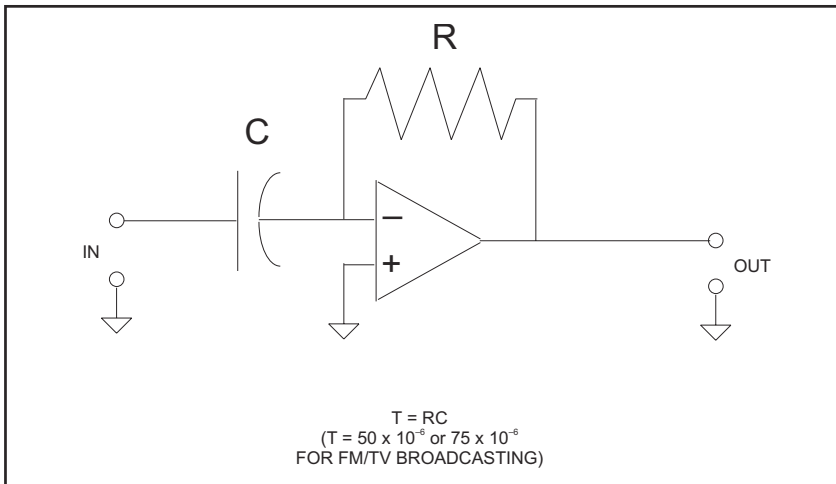 R
C
IN
−
+
OUT
T = RC
(T = 50 x 10⁻⁶ or 75 x 10⁻⁶
FOR FM/TV BROADCASTING)